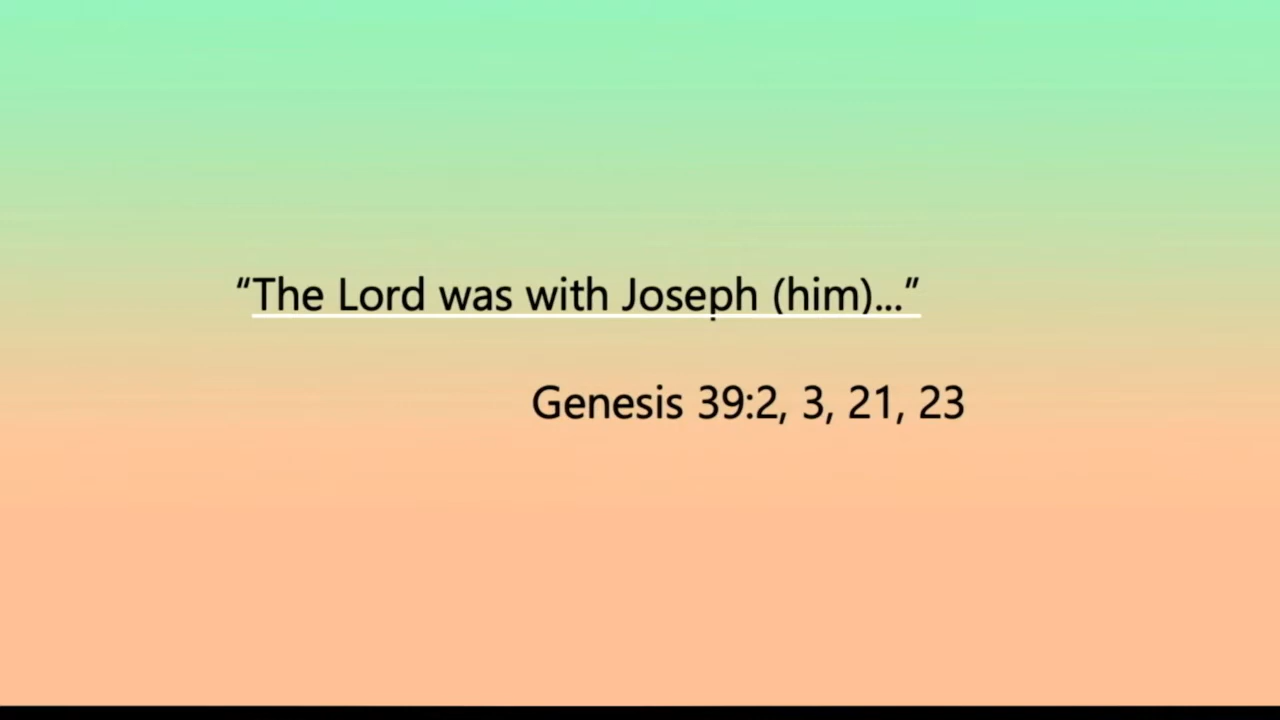 “The Lord was with Joseph (him)...”
Genesis 39:2, 3, 21, 23